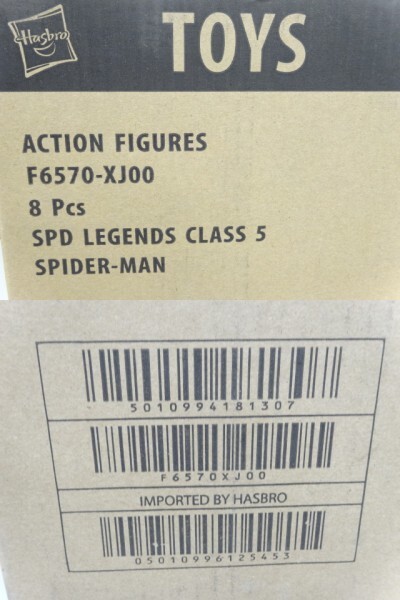 Hasbro
TOYS
ACTION FIGURES
F6570-XJ00
8 Pcs
SPD LEGENDS CLASS 5
SPIDER-MAN
5010994181307
F6570XJ00
IMPORTED BY HASBRO
05010996125453